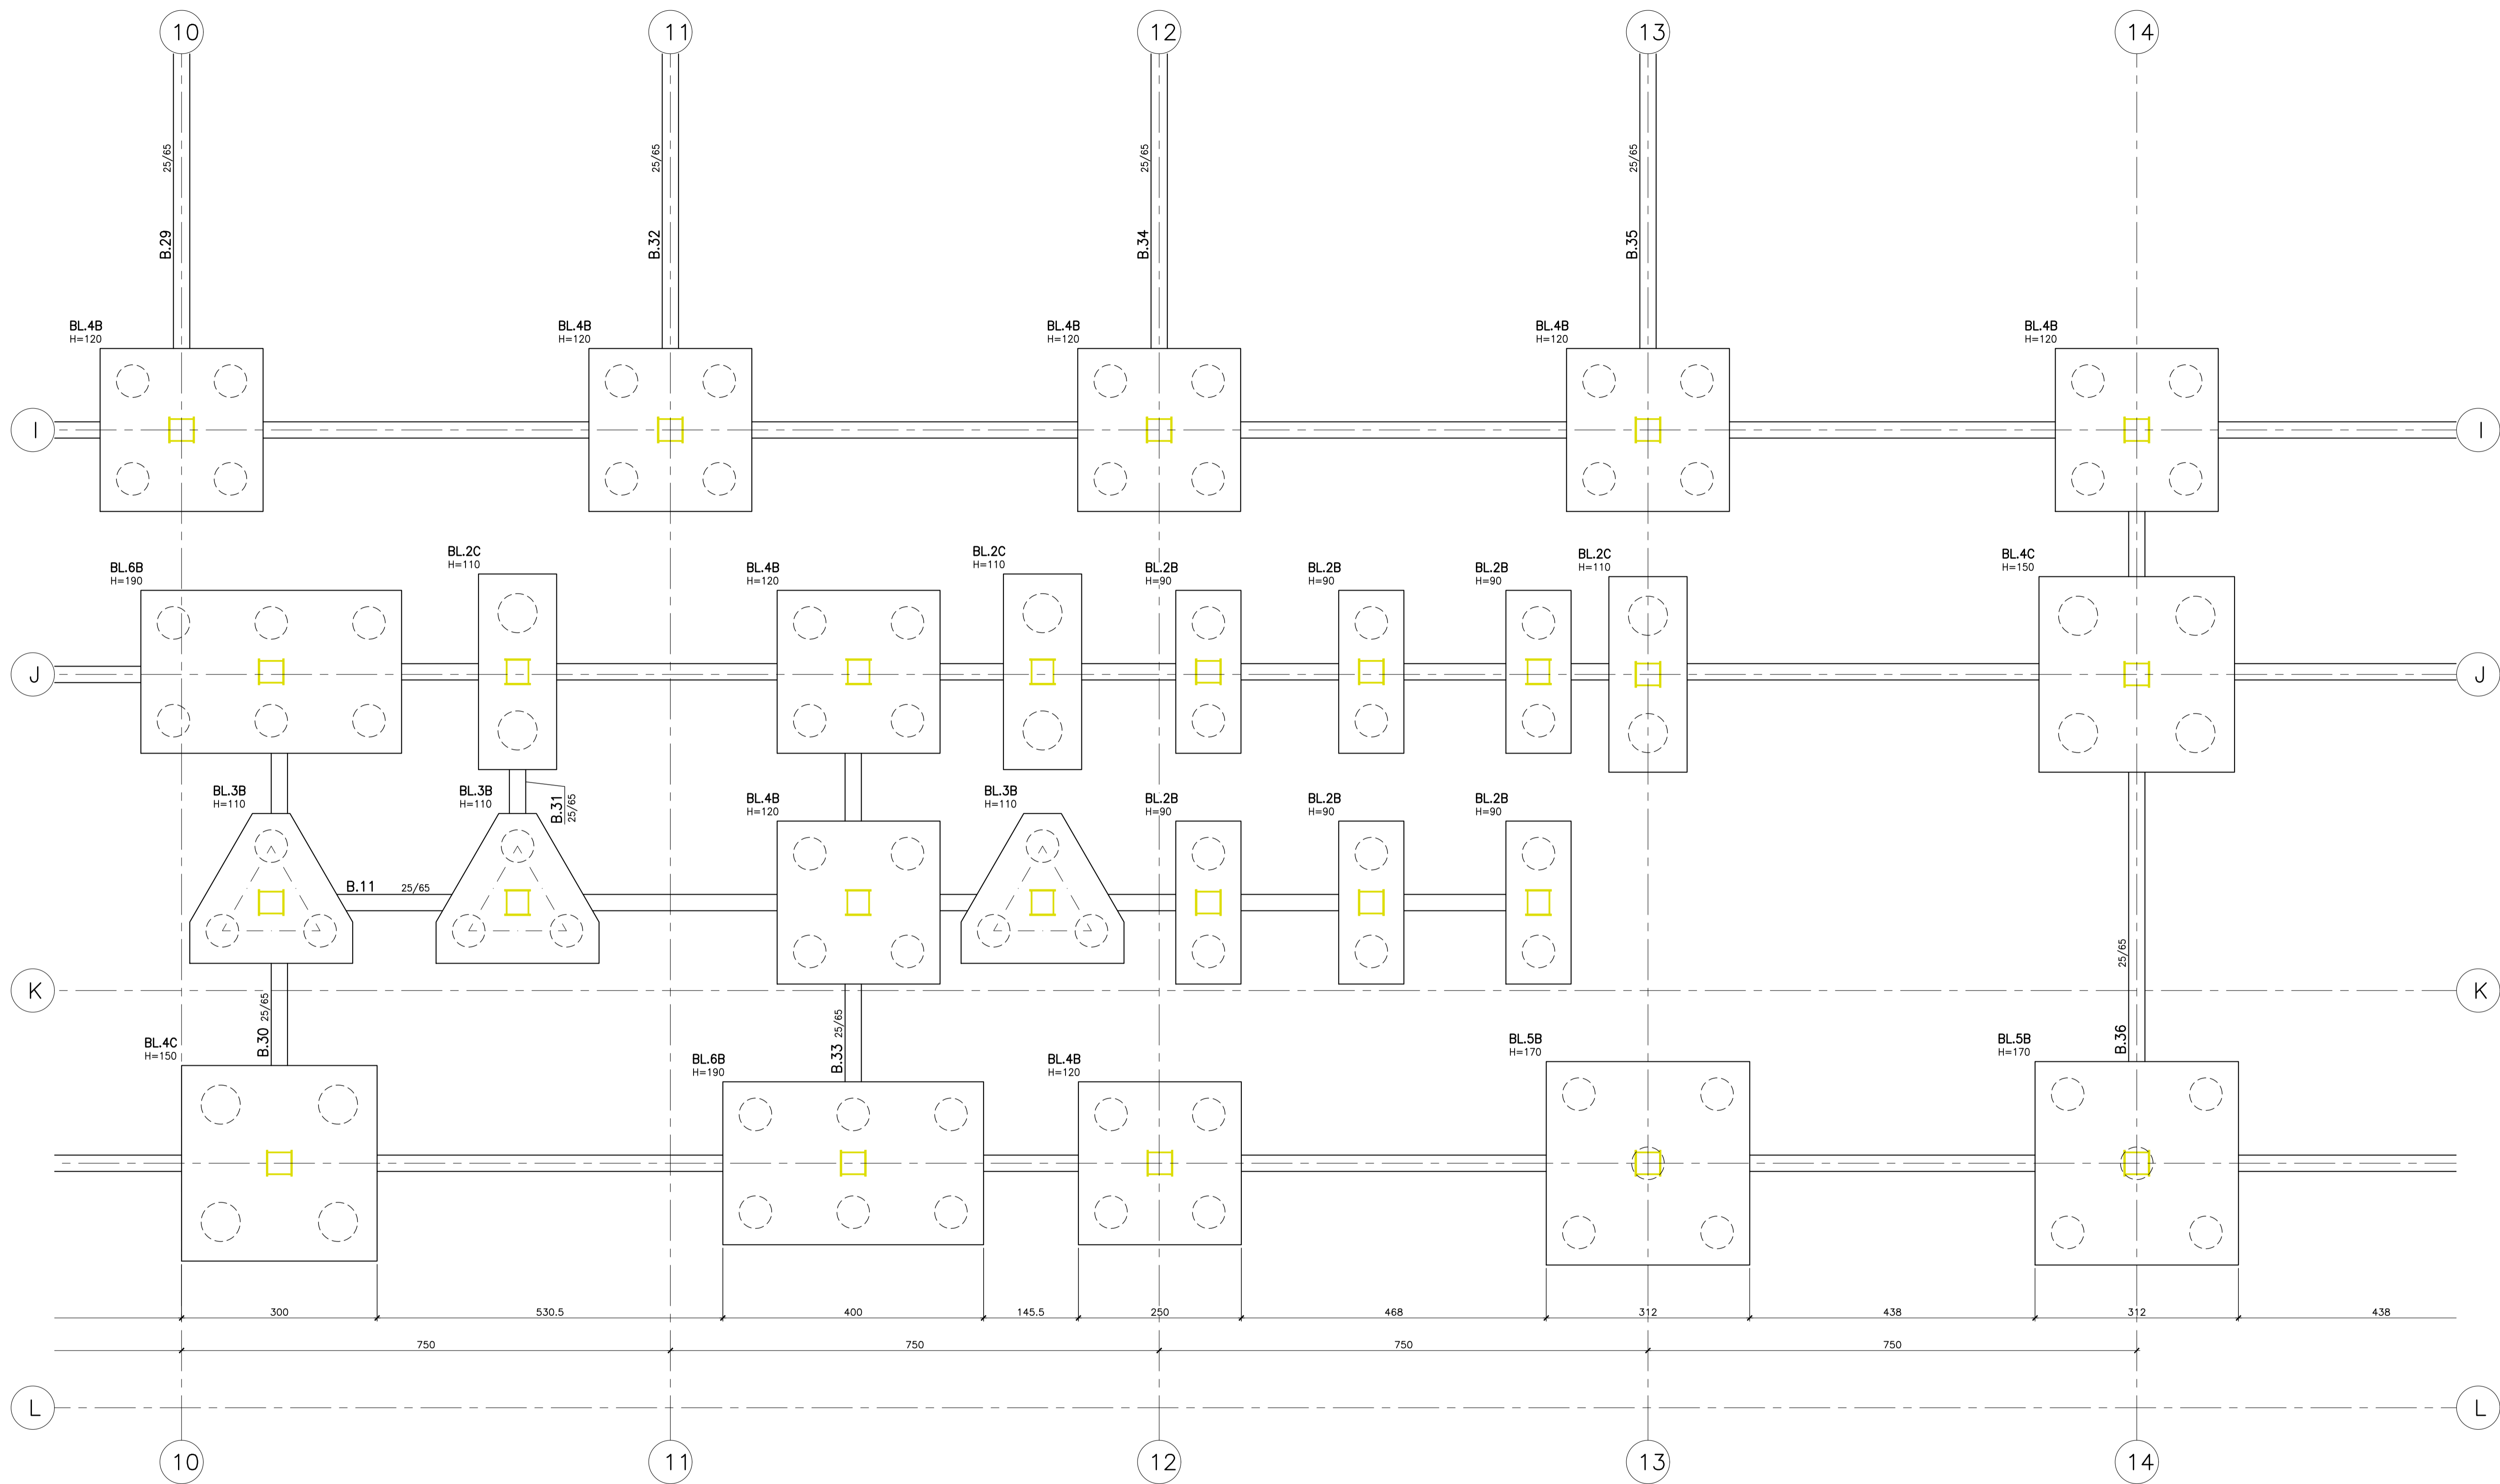 10
11
12
13
14
25/65
25/65
25/65
25/65
B.29
B.32
B.34
B.35
BL.4B
H=120
BL.4B
H=120
BL.4B
H=120
BL.4B
H=120
BL.4B
H=120
I
I
BL.6B
H=190
BL.2C
H=110
BL.4B
H=120
BL.2C
H=110
BL.2B
H=90
BL.2B
H=90
BL.2B
H=90
BL.2C
H=110
BL.4C
H=150
J
J
BL.3B
H=110
BL.3B
H=110
B.31
25/65
BL.4B
H=120
BL.3B
H=110
BL.2B
H=90
BL.2B
H=90
BL.2B
H=90
B.11
25/65
25/65
K
K
B.30
25/65
B.33
25/65
B.36
BL.4C
H=150
BL.6B
H=190
BL.4B
H=120
BL.5B
H=170
BL.5B
H=170
300
530.5
400
145.5
250
468
312
438
312
438
750
750
750
750
L
L
10
11
12
13
14